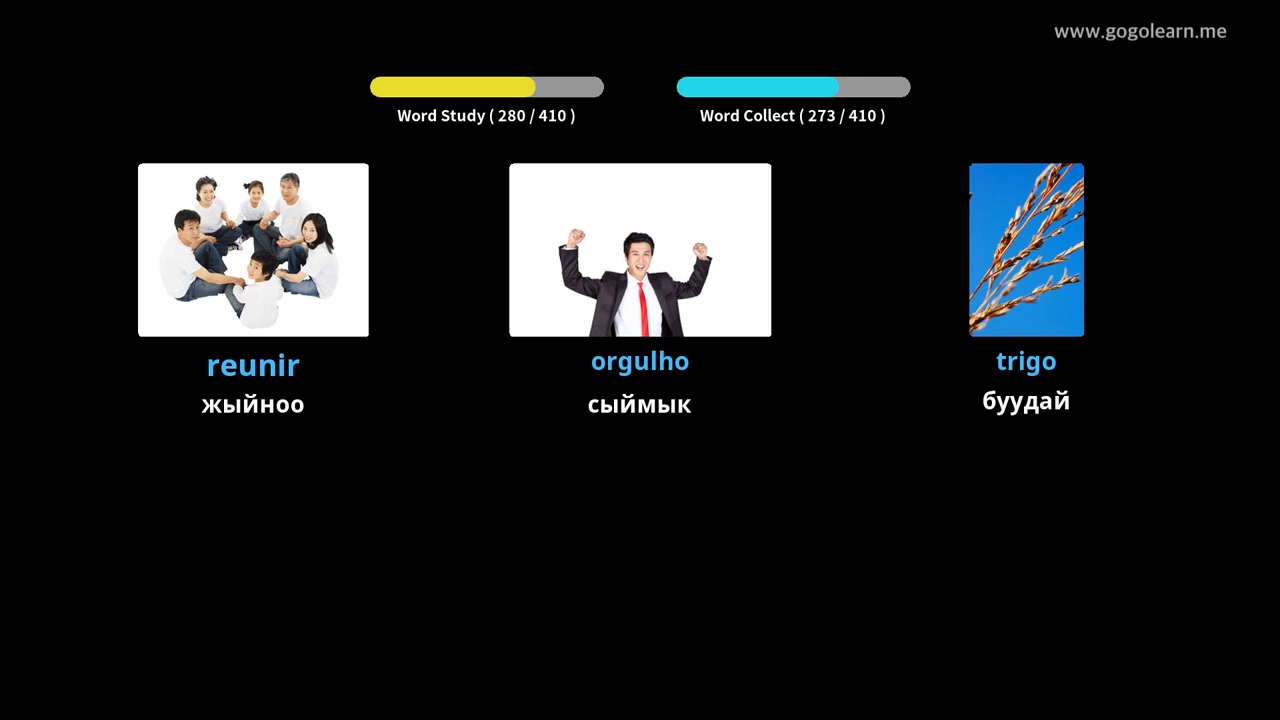 www.gogolearn.me
Word Study ( 280 / 410 )
Word Collect ( 273 / 410 )
reunir
жыйноо
orgulho
сыймык
trigo
буудай